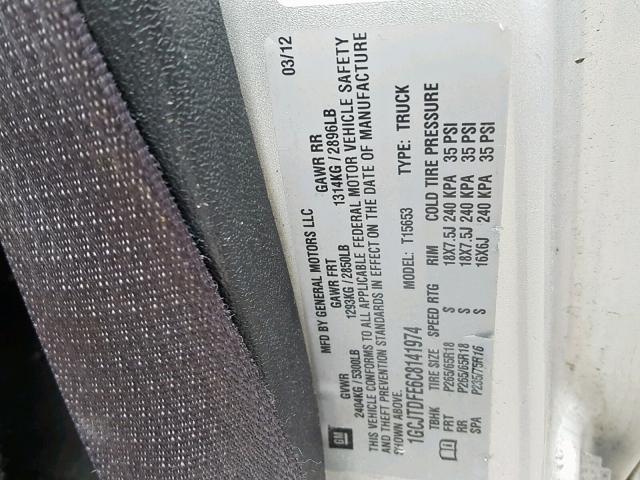 MFD BY GENERAL MOTORS LLC 03/12
GVWR GAWR FRT GAWR RR
2404KG / 5300LB 1293KG / 2850LB 1314KG / 2896LB
THIS VEHICLE CONFORMS TO ALL APPLICABLE FEDERAL MOTOR VEHICLE SAFETY
AND THEFT PREVENTION STANDARDS IN EFFECT ON THE DATE OF MANUFACTURE
SHOWN ABOVE.
1GCJTDFE6C8141974 MODEL: T15653 TYPE: TRUCK
TBHK TIRE SIZE SPEED RTG RIM COLD TIRE PRESSURE
FRT P265/65R18 S 18X7.5J 240 KPA 35 PSI
RR P265/65R18 S 18X7.5J 240 KPA 35 PSI
SPA P235/75R16 S 16X6J 240 KPA 35 PSI
GM